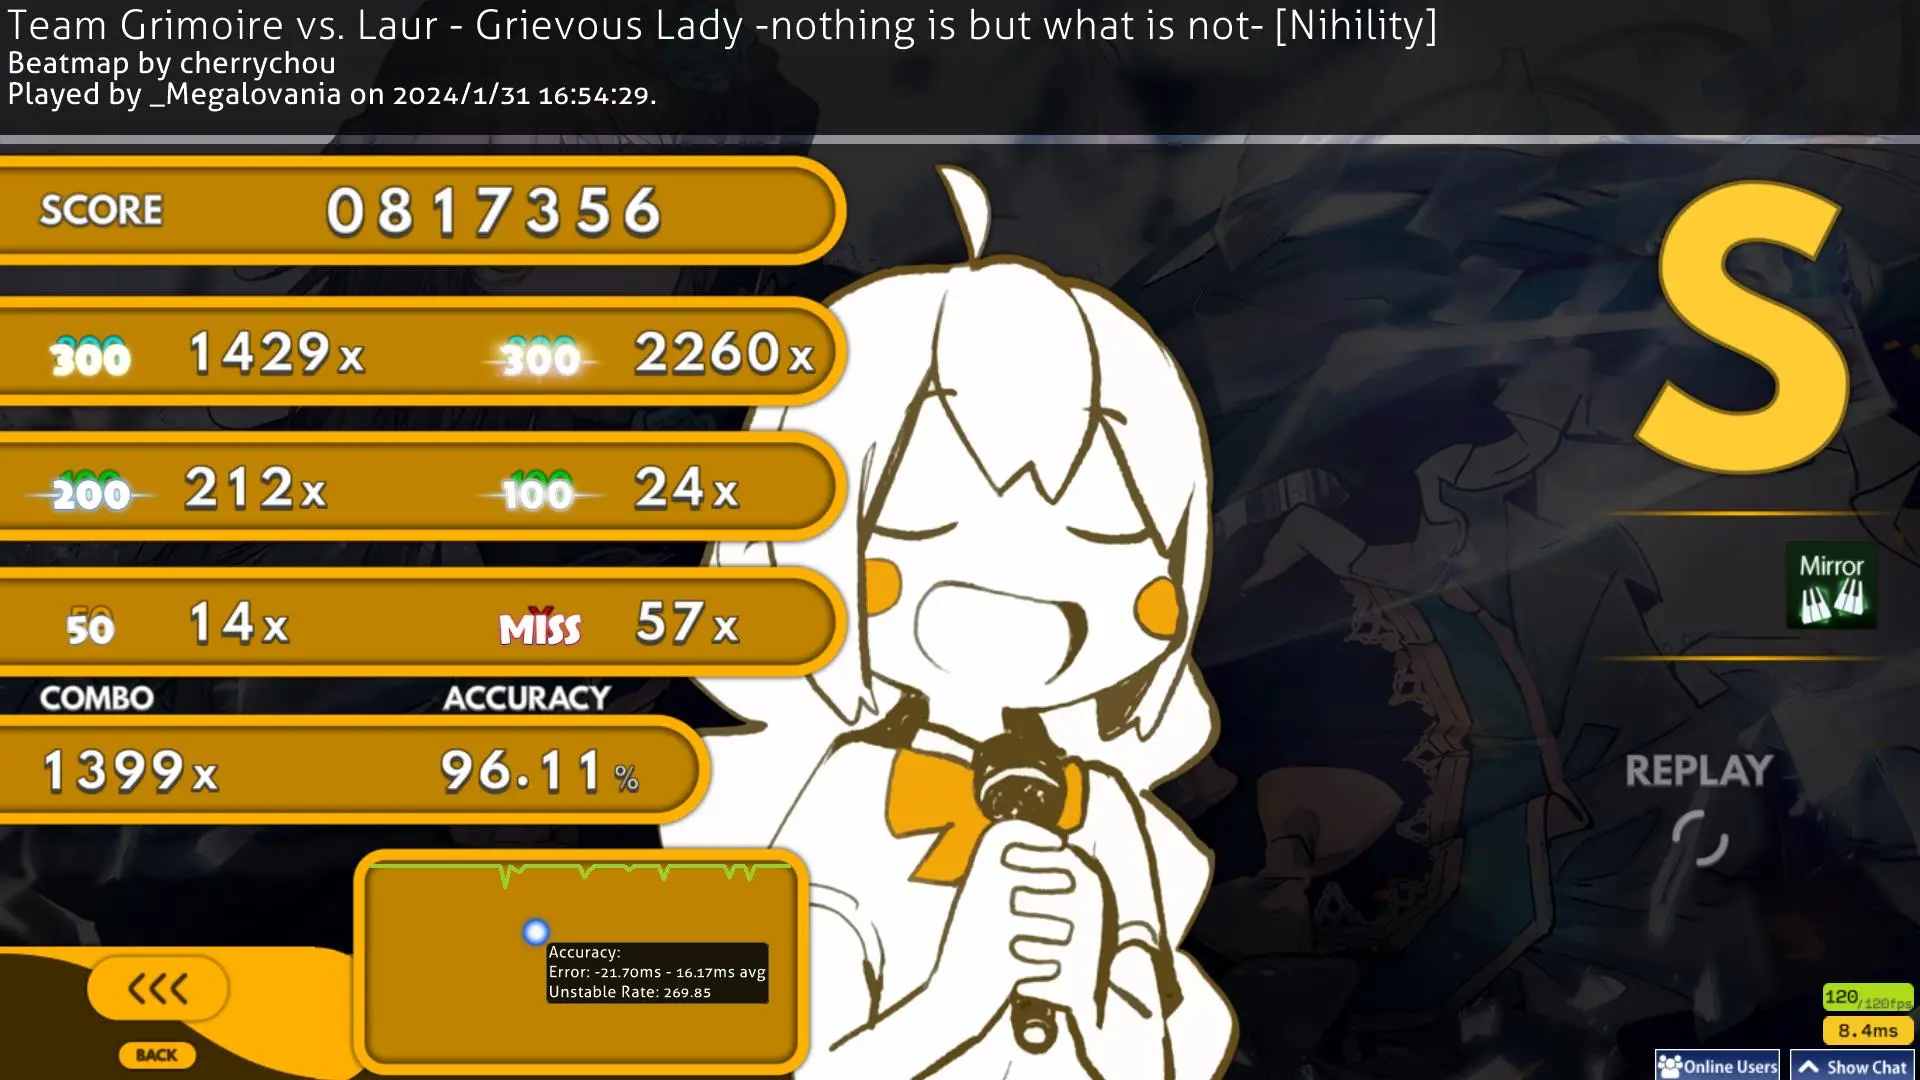 Team Grimoire vs. Laur - Grievous Lady -nothing is but what is not- [Nihility]
Beatmap by cherrychou
Played by _Megalovania on 2024/1/31 16:54:29.
SCORE 0817356
300 1429x 300 2260x
200 212x 100 24x
50 14x MISS 57x
COMBO ACCURACY
1399x 96.11%
S
Mirror
REPLAY
Accuracy:
Error: -21.70ms - 16.17ms avg
Unstable Rate: 269.85
BACK
120/120fps
8.4ms
Online Users
Show Chat